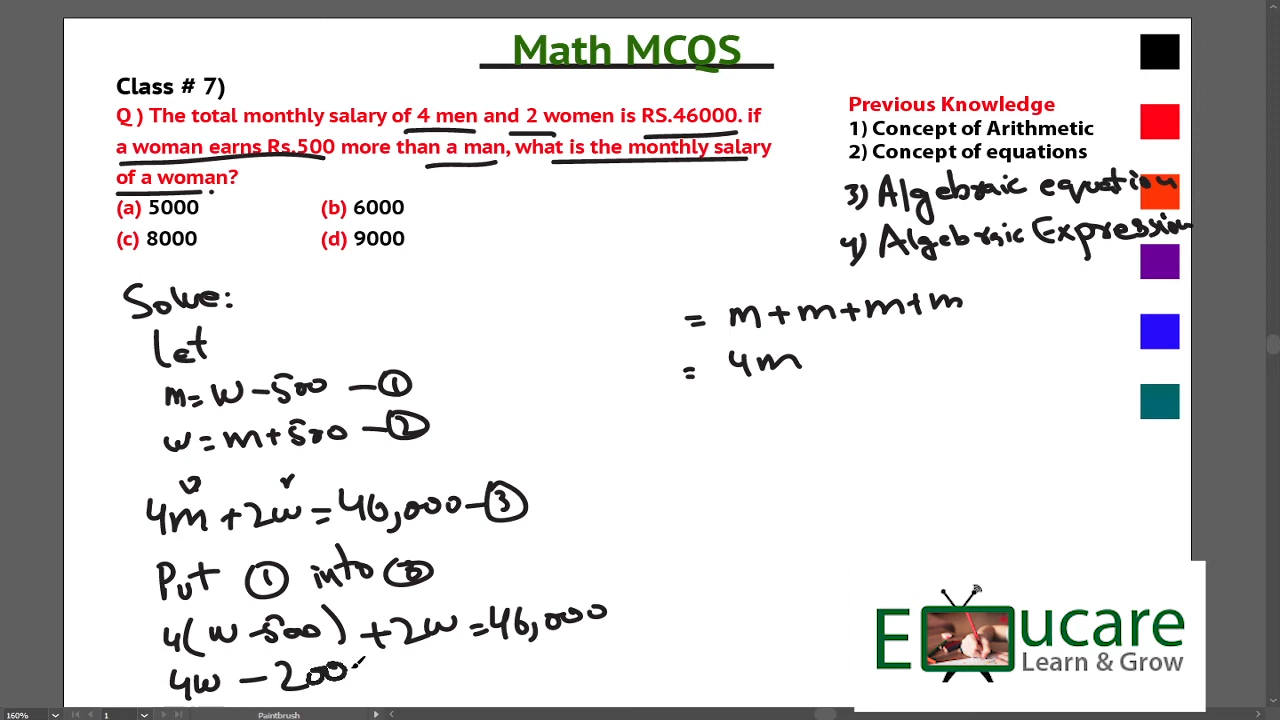 Math MCQS
Class # 7)
Q ) The total monthly salary of 4 men and 2 women is RS.46000. if
a woman earns Rs.500 more than a man, what is the monthly salary
of a woman?
(a) 5000 (b) 6000
(c) 8000 (d) 9000
Previous Knowledge
1) Concept of Arithmetic
2) Concept of equations
3) Algebraic equation
4) Algebraic Expression
Solve:
Let
m = w - 500 - ①
w = m + 500 - ②
4m + 2w = 46,000 - ③
Put ① into ③
4(w - 500) + 2w = 46,000
4w - 200
= m + m + m + m
= 4m
Educare
Learn & Grow
160%
1
Paintbrush